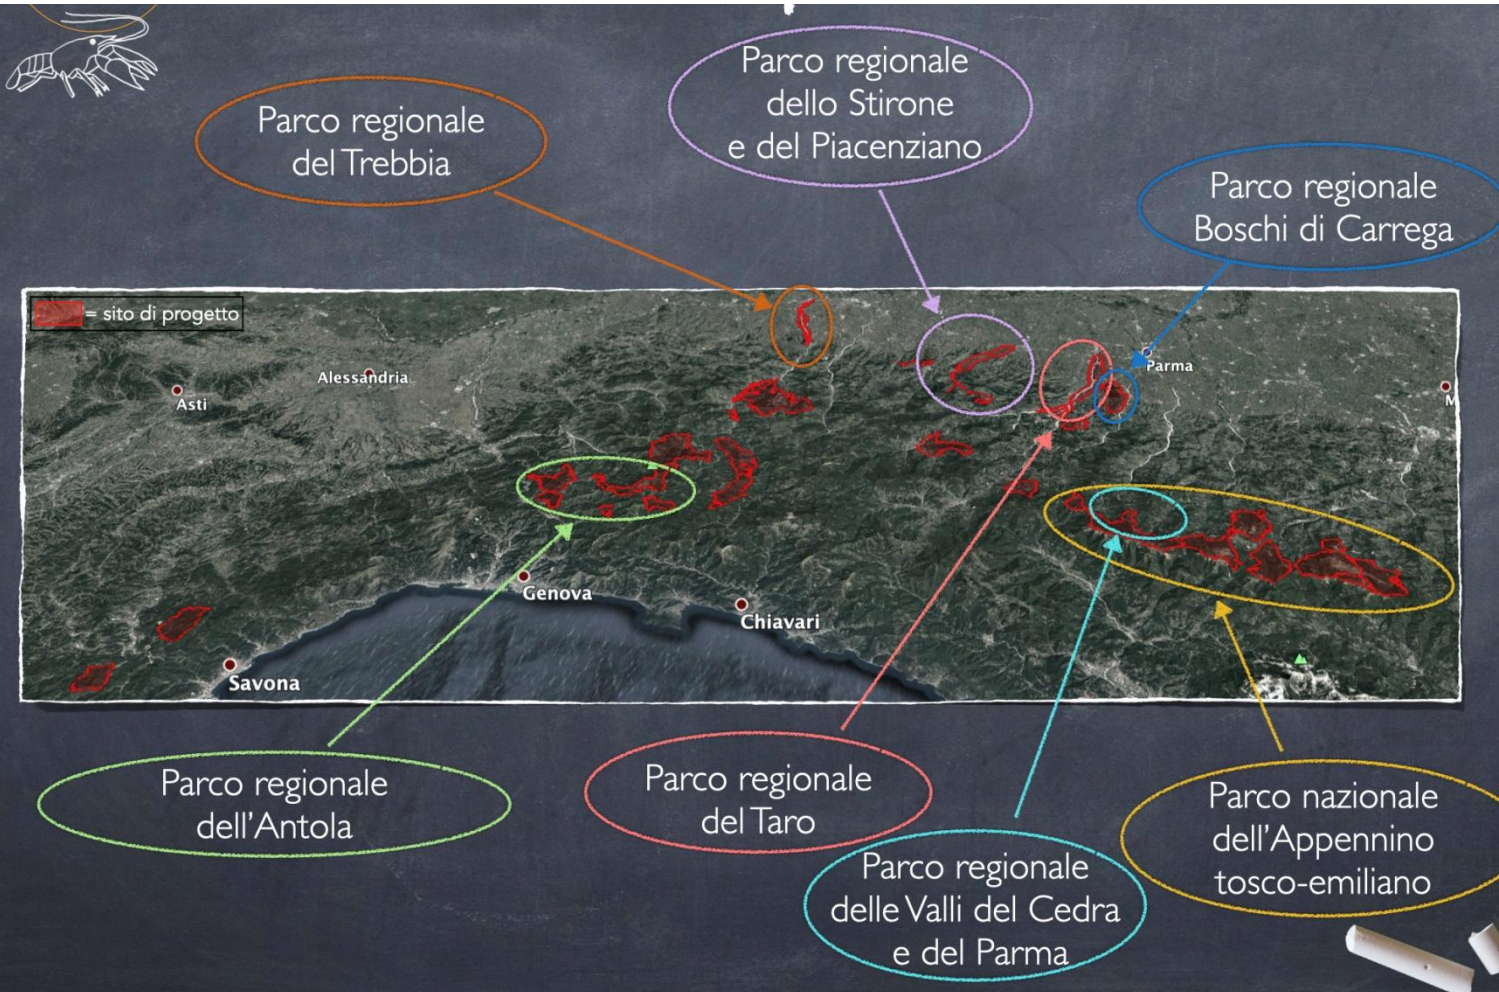 Parco regionale
dello Stirone
e del Piacenziano
Parco regionale
del Trebbia
Parco regionale
Boschi di Carrega
= sito di progetto
Parma
Alessandria
Asti
M
Genova
Chiavari
Savona
Parco regionale
dell'Antola
Parco regionale
del Taro
Parco nazionale
dell'Appennino
tosco-emiliano
Parco regionale
delle Valli del Cedra
e del Parma